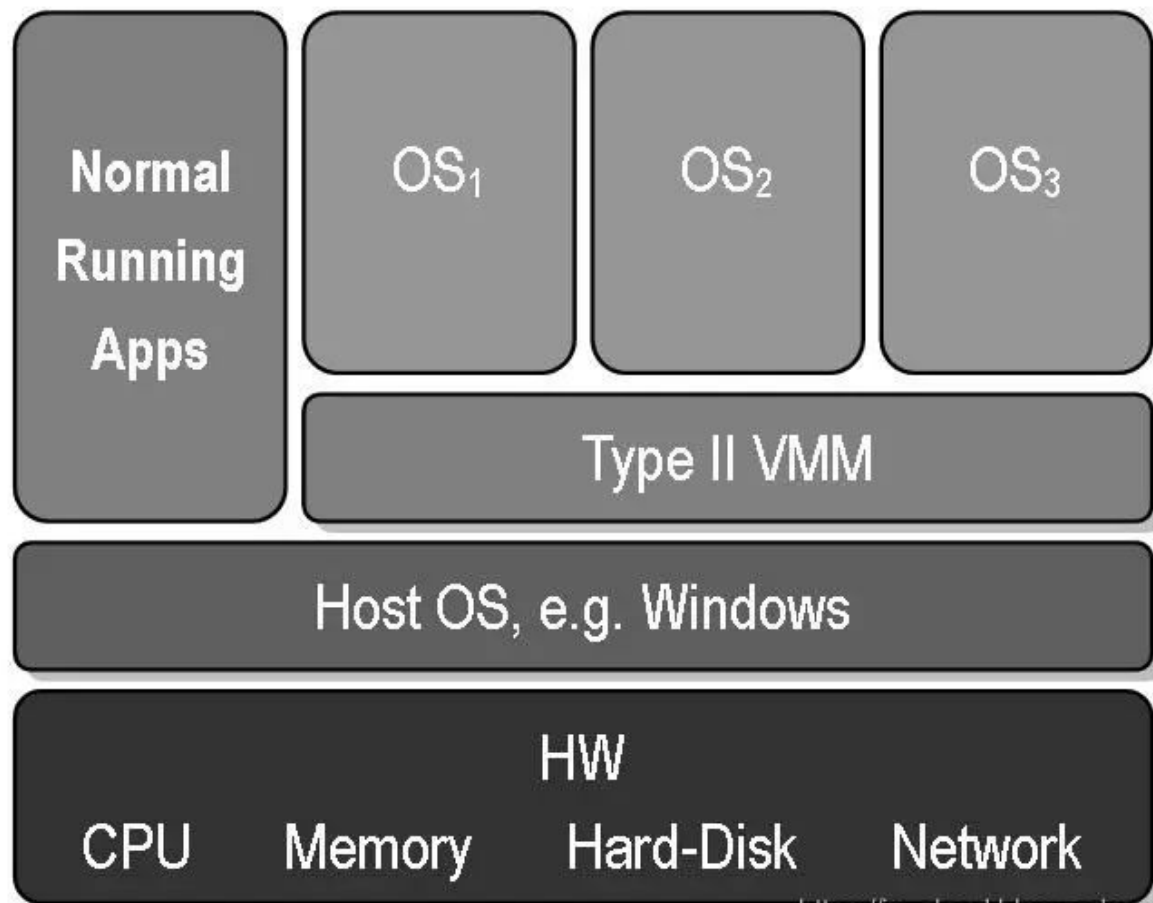 Normal
Running
Apps
OS₁
OS₂
OS₃
Type II VMM
Host OS, e.g. Windows
HW
CPU Memory Hard-Disk Network